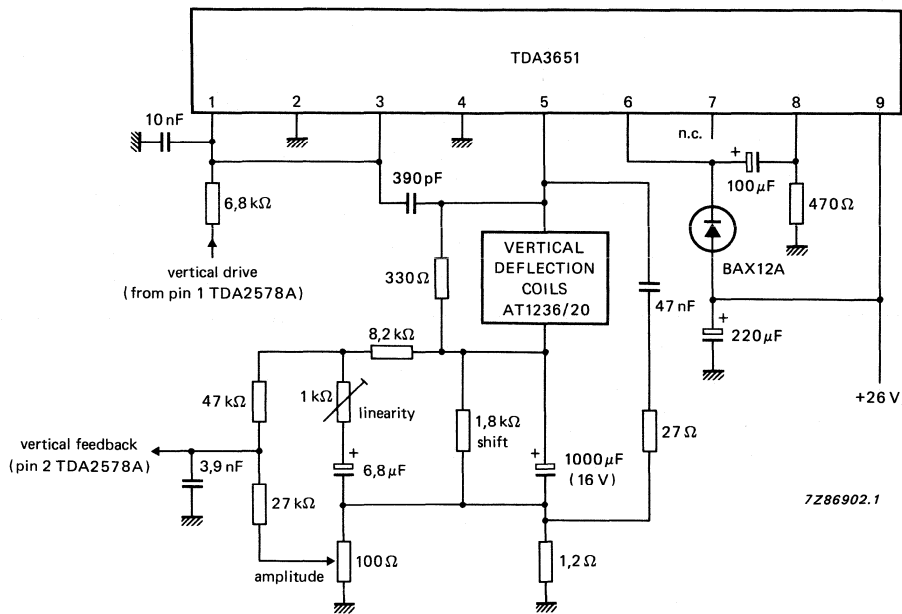 TDA3651
1 2 3 4 5 6 7 8 9
10 nF
n.c.
+
390 pF
100 μF
6,8 kΩ
470 Ω
vertical drive
(from pin 1 TDA2578A)
VERTICAL
DEFLECTION
COILS
AT1236/20
BAX12A
330 Ω
47 nF
+
220 μF
8,2 kΩ
+26 V
47 kΩ
1 kΩ
linearity
1,8 kΩ
shift
27 Ω
vertical feedback
(pin 2 TDA2578A)
+
+
3,9 nF
6,8 μF
1000 μF
(16 V)
27 kΩ
7Z86902.1
100 Ω
1,2 Ω
amplitude